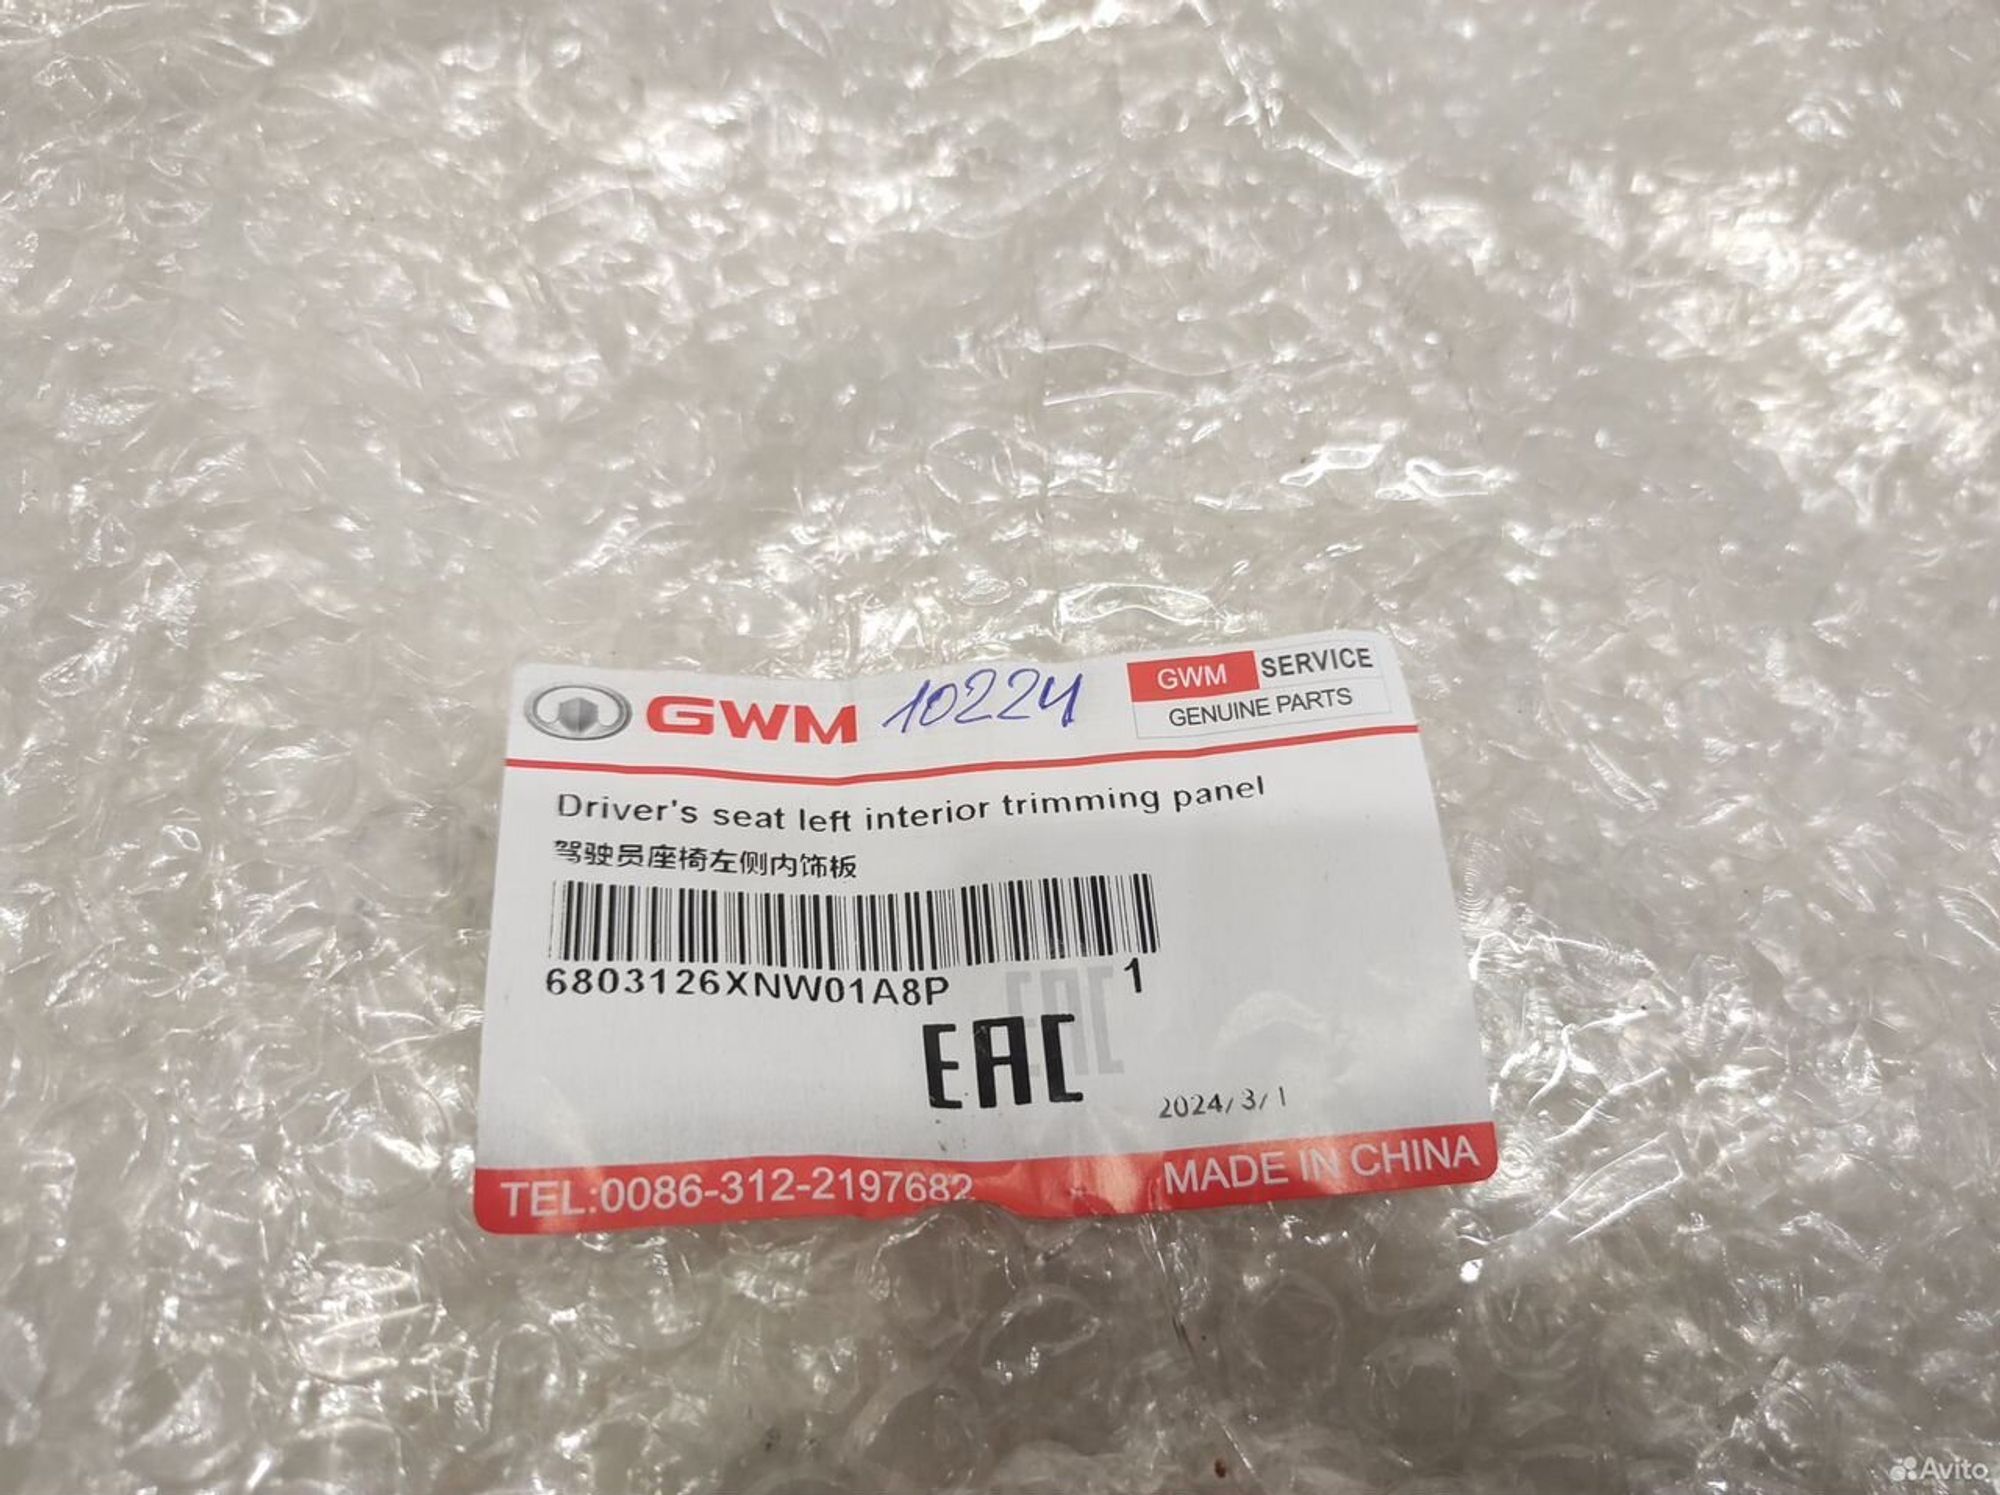 GWM 10224 GWM SERVICE
GENUINE PARTS
Driver's seat left interior trimming panel
驾驶员座椅左侧内饰板
6803126XNW01A8P 1
EAC
EAC
2024/3/1
TEL:0086-312-2197682 MADE IN CHINA
Avito